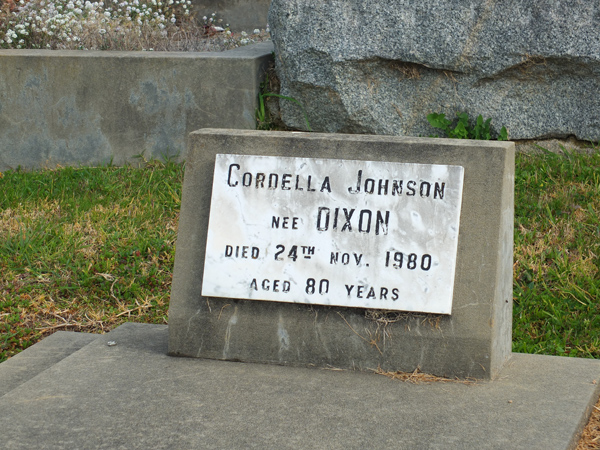 CORDELLA JOHNSON
NEE DIXON
DIED 24TH NOV. 1980
AGED 80 YEARS